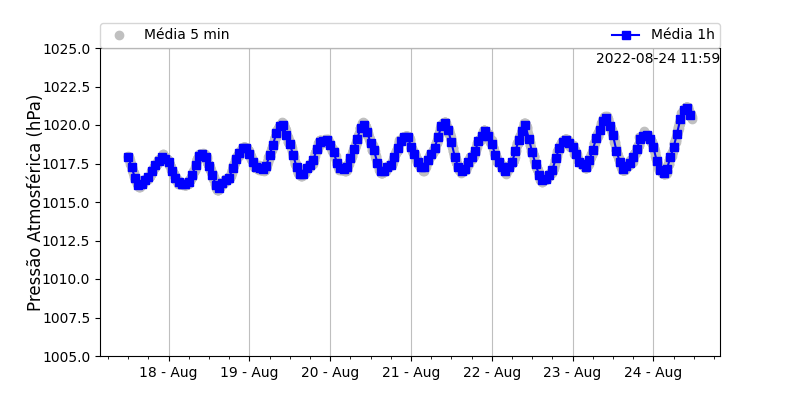 Média 5 min
Média 1h
2022-08-24 11:59
Pressão Atmosférica (hPa)
1025.0
1022.5
1020.0
1017.5
1015.0
1012.5
1010.0
1007.5
1005.0
18 - Aug
19 - Aug
20 - Aug
21 - Aug
22 - Aug
23 - Aug
24 - Aug